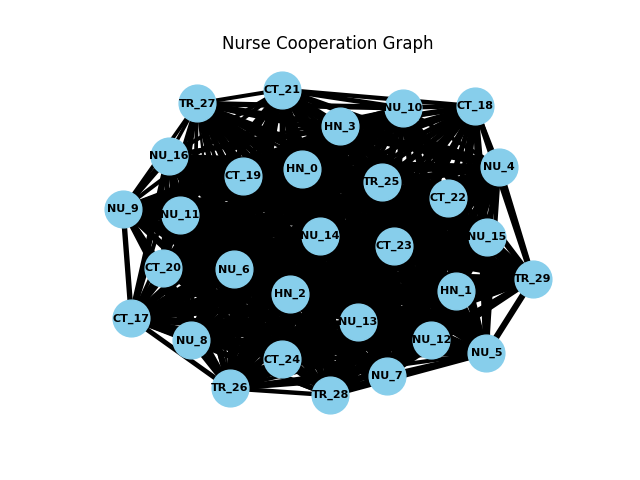 Nurse Cooperation Graph
CT_21
TR_27
NU_10
CT_18
HN_3
NU_16
NU_4
HN_0
CT_19
TR_25
CT_22
NU_9
NU_11
NU_14
NU_15
CT_23
CT_20
NU_6
TR_29
HN_2
HN_1
CT_17
NU_13
NU_8
NU_12
NU_5
CT_24
NU_7
TR_26
TR_28